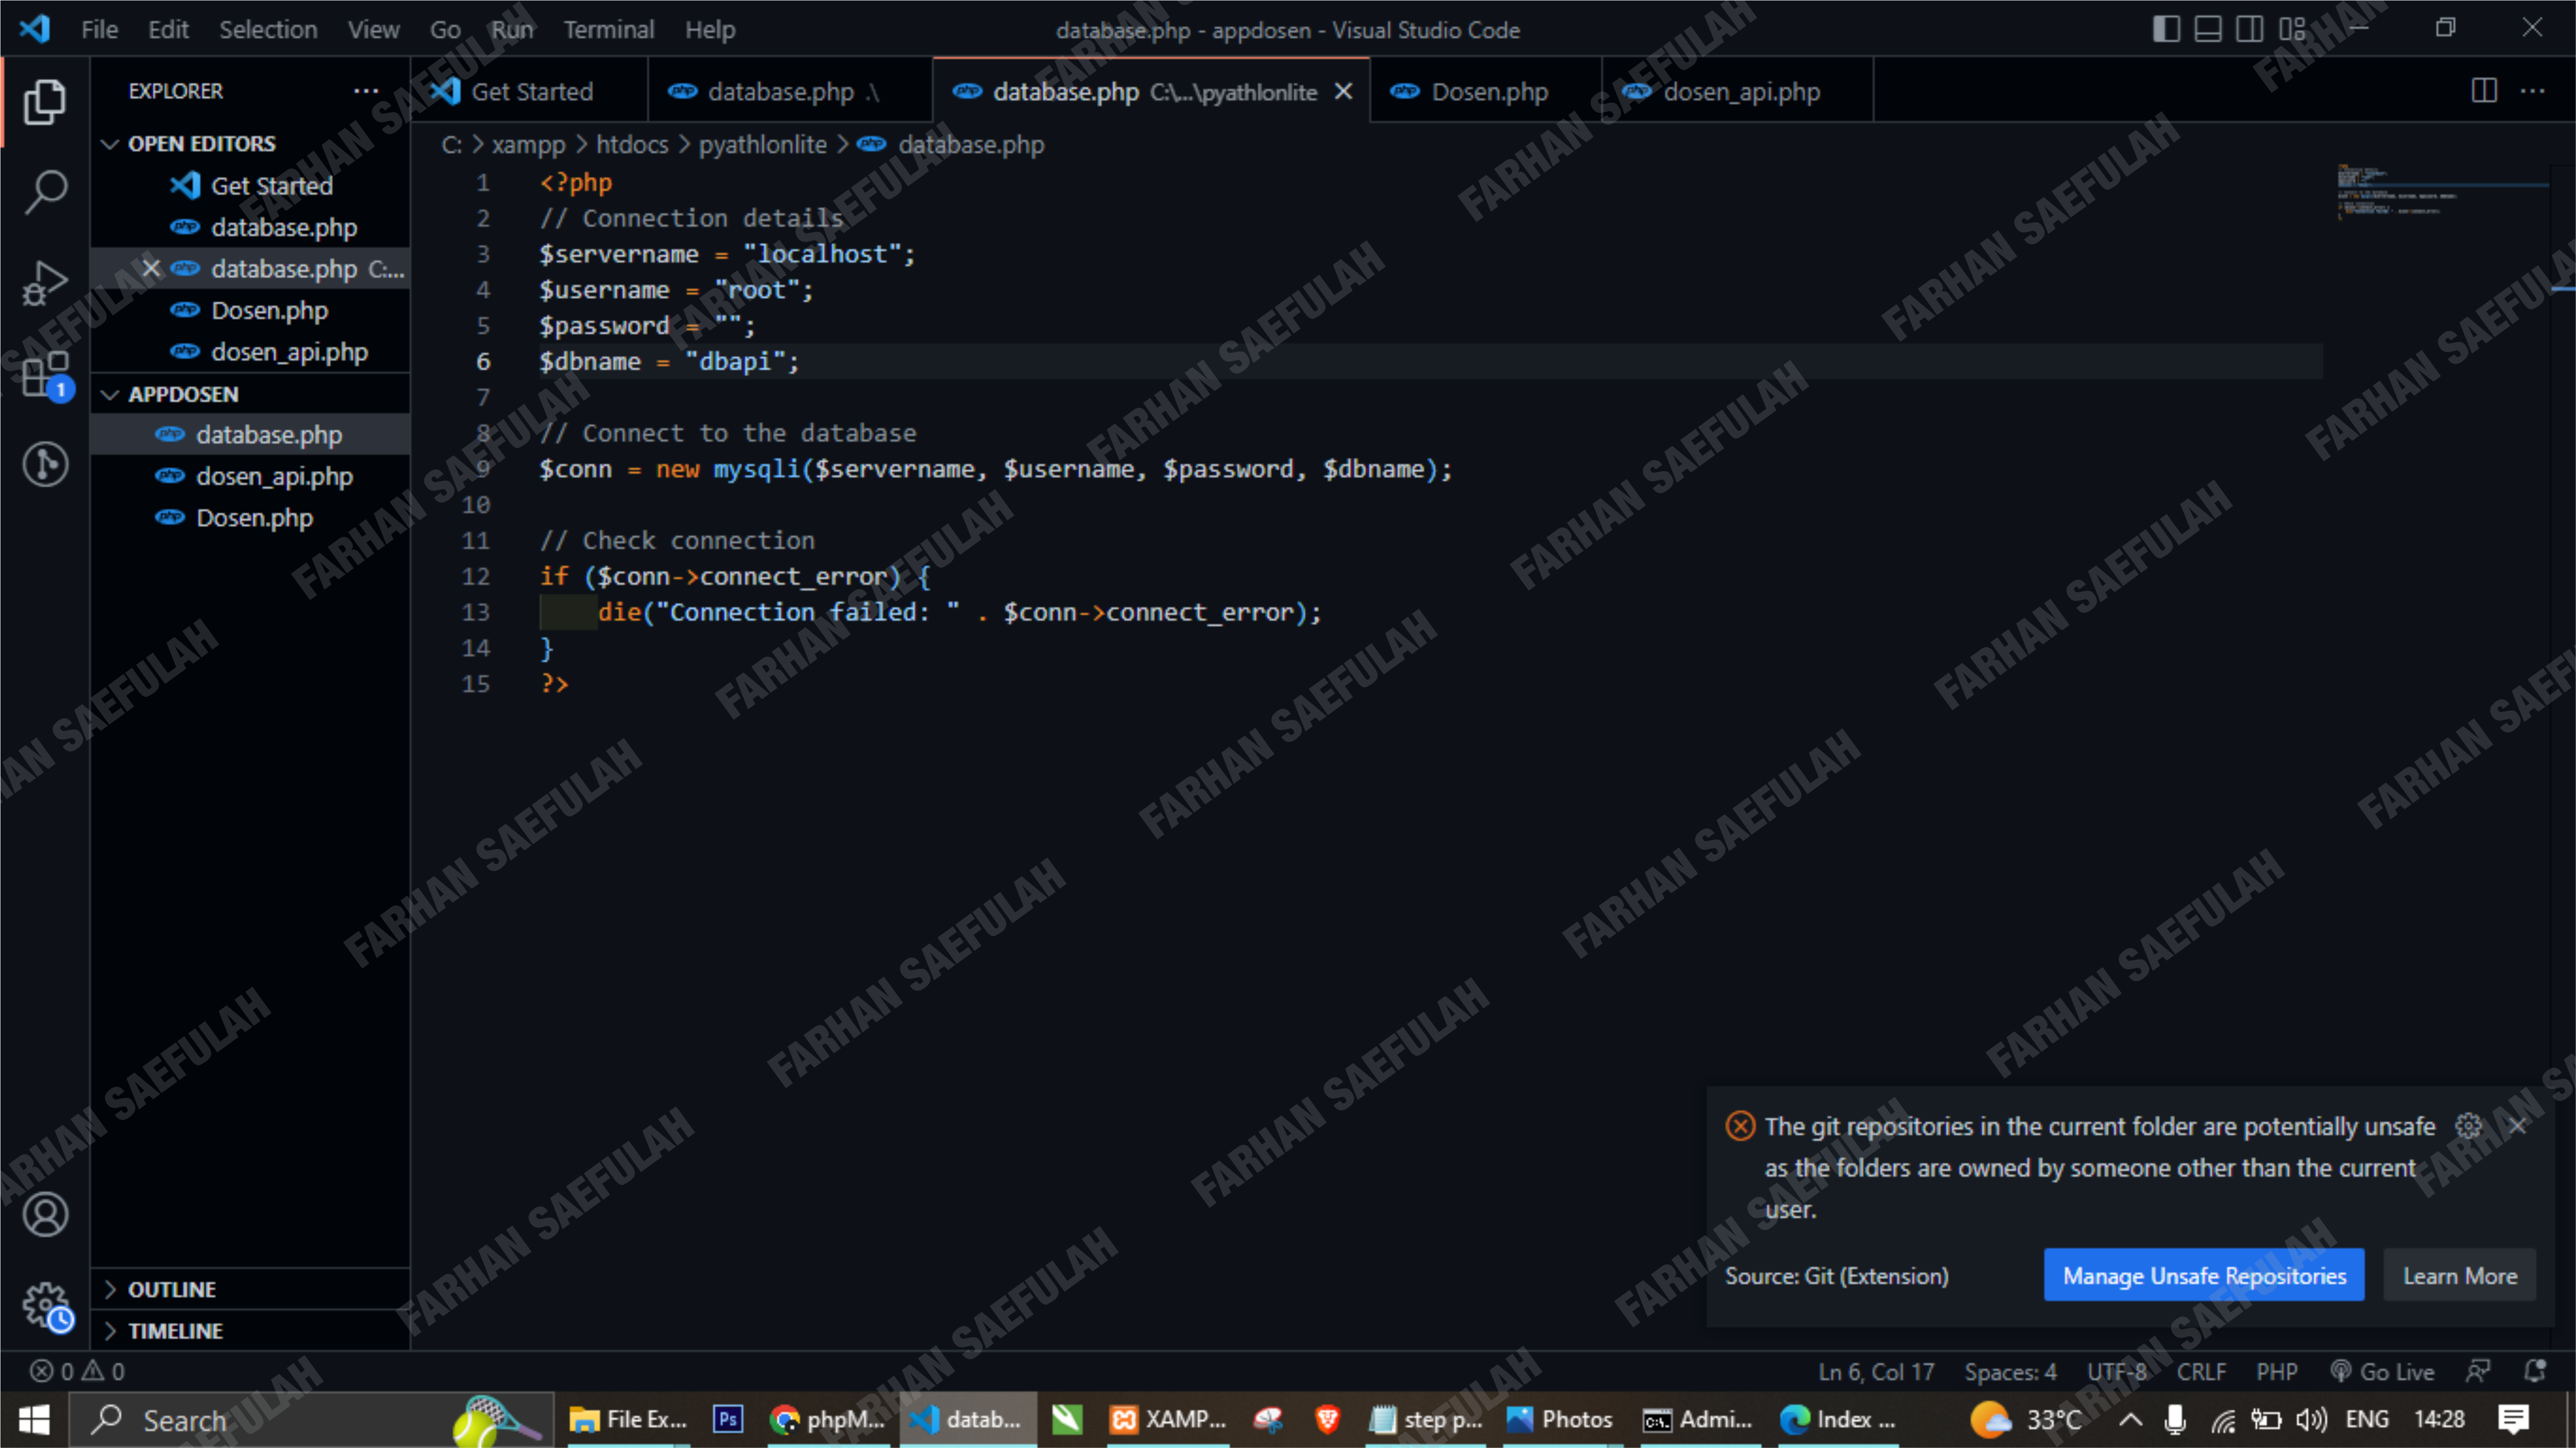 File Edit Selection View Go Run Terminal Help
database.php - appdosen - Visual Studio Code
EXPLORER
OPEN EDITORS
Get Started
database.php
database.php C:...
Dosen.php
dosen_api.php
APPDOSEN
database.php
dosen_api.php
Dosen.php
OUTLINE
TIMELINE
1
Get Started
database.php .\
database.php C:\...\pyathlonlite
Dosen.php
dosen_api.php
C: > xampp > htdocs > pyathlonlite > database.php
1 <?php
2 // Connection details
3 $servername = "localhost";
4 $username = "root";
5 $password = "";
6 $dbname = "dbapi";
7
8 // Connect to the database
9 $conn = new mysqli($servername, $username, $password, $dbname);
10
11 // Check connection
12 if ($conn->connect_error) {
13 die("Connection failed: " . $conn->connect_error);
14 }
15 ?>
The git repositories in the current folder are potentially unsafe
as the folders are owned by someone other than the current
user.
Source: Git (Extension)
Manage Unsafe Repositories
Learn More
0 0
Ln 6, Col 17 Spaces: 4 UTF-8 CRLF PHP Go Live
Search
File Ex...
Ps
phpM...
datab...
XAMP...
step p...
Photos
Admi...
Index ...
33°C
ENG
14:28
FARHAN SAEFULAH